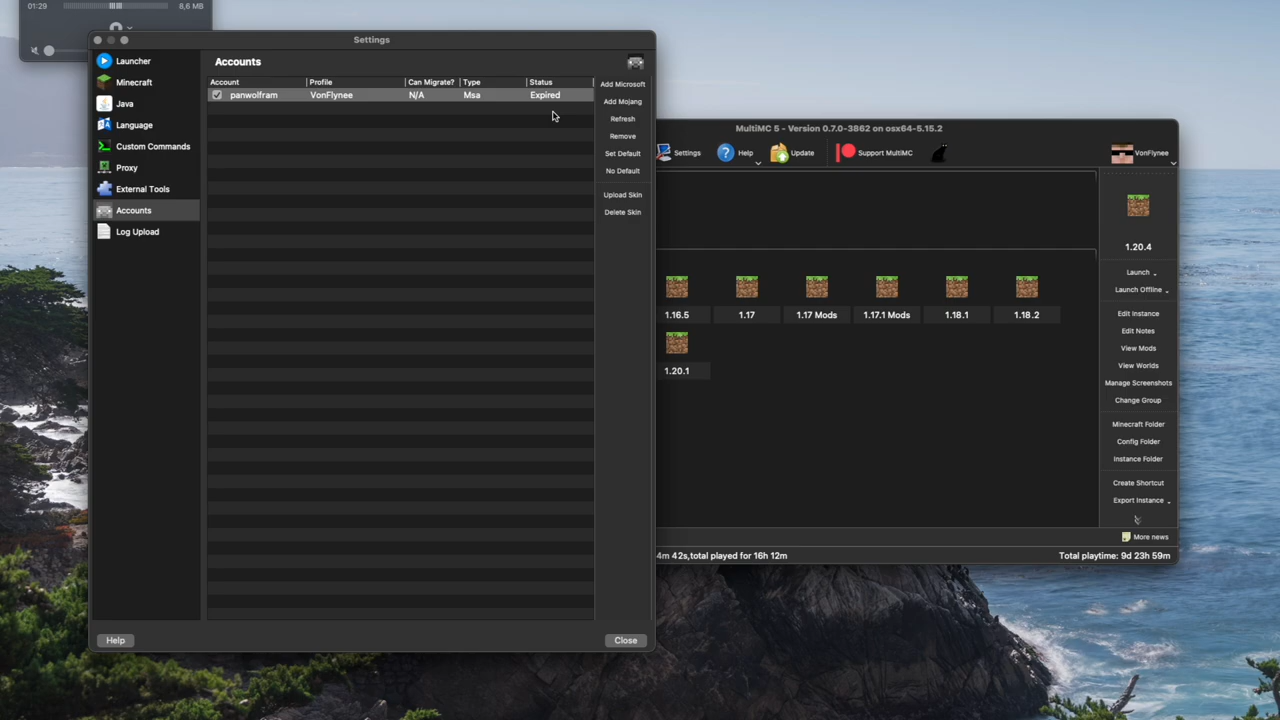 01:29
8,6 MB
Settings
Launcher
Minecraft
Java
Language
Custom Commands
Proxy
External Tools
Accounts
Log Upload
Accounts
Account Profile Can Migrate? Type Status
panwolfram VonFlynee N/A Msa Expired
Add Microsoft
Add Mojang
Refresh
Remove
Set Default
No Default
Upload Skin
Delete Skin
Help
Close
MultiMC 5 - Version 0.7.0-3862 on osx64-5.15.2
Settings Help Update Support MultiMC VonFlynee
1.16.5 1.17 1.17 Mods 1.17.1 Mods 1.18.1 1.18.2
1.20.1
1.20.4
Launch
Launch Offline
Edit Instance
Edit Notes
View Mods
View Worlds
Manage Screenshots
Change Group
Minecraft Folder
Config Folder
Instance Folder
Create Shortcut
Export Instance
More news
4m 42s,total played for 16h 12m
Total playtime: 9d 23h 59m